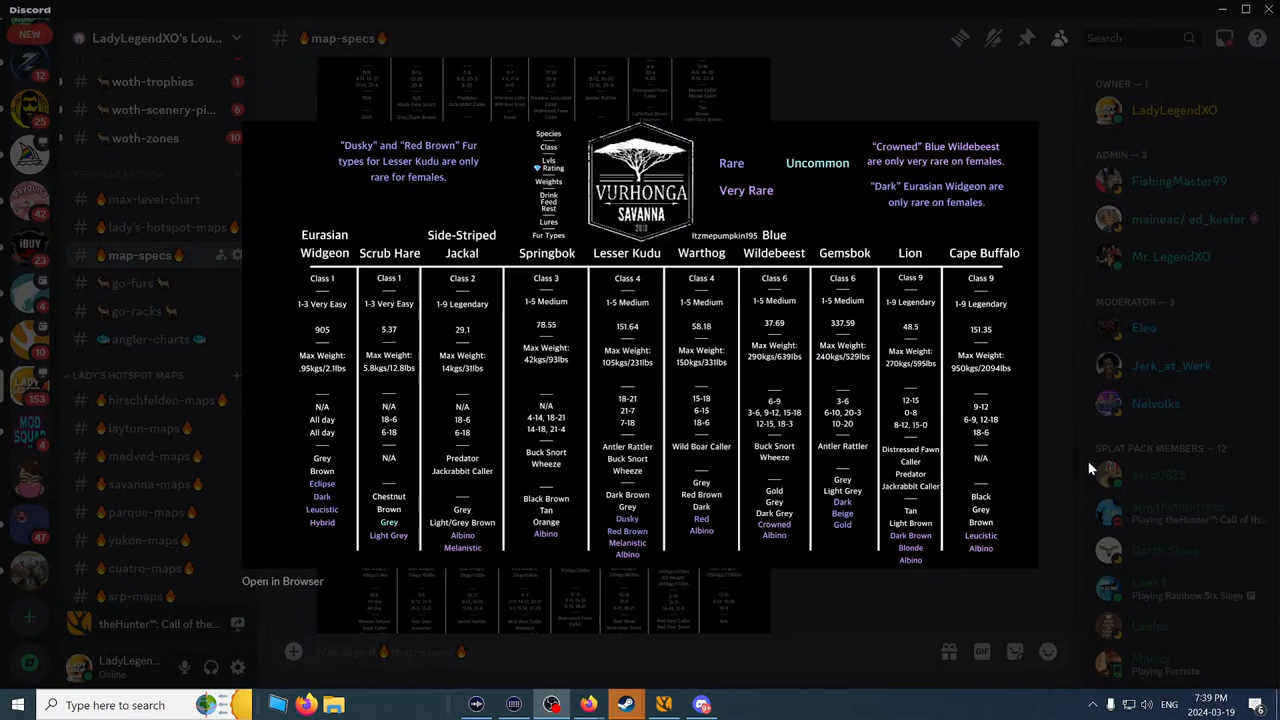 Discord
NEW
LadyLegendXO's Lou...
🔥map-specs🔥
Search
woth-trophies
1
woth-scenery-pi...
6
woth-zones
10
max-level-chart
lady's-hotspot-maps🔥
🔥map-specs🔥
go-furs
go-racks
angler-charts
LADY'S HOTSPOT MAPS
hirschfelden-maps🔥
layton-maps🔥
medved-maps🔥
savanna-maps🔥
parque-maps🔥
yukon-maps🔥
cuatro-maps🔥
srp-maps🔥
12
25
42
23
4
10
153
4
47
theHunter™: Call of the...
LadyLegen...
Online
"Dusky" and "Red Brown" Fur
types for Lesser Kudu are only
rare for females.
Species
Class
Lvls
💎 Rating
Weights
Drink
Feed
Rest
Lures
Fur Types
VURHONGA
SAVANNA
Rare
Uncommon
Very Rare
Itzmepumpkin195
"Crowned" Blue Wildebeest
are only very rare on females.
"Dark" Eurasian Widgeon are
only rare on females.
Eurasian
Widgeon
Class 1
1-3 Very Easy
905
Max Weight:
.95kg​s/2.1lbs
N/A
All day
All day
Grey
Brown
Eclipse
Dark
Leucistic
Hybrid
Scrub Hare
Class 1
1-3 Very Easy
5.37
Max Weight:
5.8kgs/12.8lbs
N/A
18-6
6-18
N/A
Chestnut
Brown
Grey
Light Grey
Side-Striped
Jackal
Class 2
1-9 Legendary
29.1
Max Weight:
14kgs/31lbs
N/A
18-6
6-18
Predator
Jackrabbit Caller
Grey
Light/Grey Brown
Albino
Melanistic
Springbok
Class 3
1-5 Medium
78.55
Max Weight:
42kgs/93lbs
N/A
4-14, 18-21
14-18, 21-4
Buck Snort
Wheeze
Black Brown
Tan
Orange
Albino
Lesser Kudu
Class 4
1-5 Medium
151.64
Max Weight:
105kgs/231lbs
18-21
21-7
7-18
Antler Rattler
Buck Snort
Wheeze
Dark Brown
Grey
Dusky
Red Brown
Melanistic
Albino
Warthog
Class 4
1-5 Medium
58.18
Max Weight:
150kgs/331lbs
15-18
6-15
18-6
Wild Boar Caller
Grey
Red Brown
Dark
Red
Albino
Blue
Wildebeest
Class 6
1-5 Medium
37.69
Max Weight:
290kgs/639lbs
6-9
3-6, 9-12, 15-18
12-15, 18-3
Buck Snort
Wheeze
Gold
Grey
Dark Grey
Crowned
Albino
Gemsbok
Class 6
1-5 Medium
337.59
Max Weight:
240kgs/529lbs
3-6
6-10, 20-3
10-20
Antler Rattler
Grey
Light Grey
Dark
Beige
Gold
Lion
Class 9
1-9 Legendary
48.5
Max Weight:
270kgs/595lbs
12-15
0-8
8-12, 15-0
Distressed Fawn
Caller
Predator
Jackrabbit Caller
Tan
Light Brown
Dark Brown
Blonde
Albino
Cape Buffalo
Class 9
1-9 Legendary
151.35
Max Weight:
950kgs/2094lbs
9-12
6-9, 12-18
18-6
N/A
Black
Grey
Brown
Leucistic
Albino
Open in Browser
Message #🔥map-specs🔥
OWNER — 1
LadyLegendXO
ADMIN — 3
FishingMaster99
maineac/ ed_keefer
Mr. LegendXO
MODERATOR — 3
Eleo
Jerk_at_Work
Nelvolks
SPLAT PACK MEMBERS — 12
Playing theHunter™: Call of...
Playing Rainbow Six Siege
Playing Fortnite
Type here to search
7:39 PM
2024-03-19
6